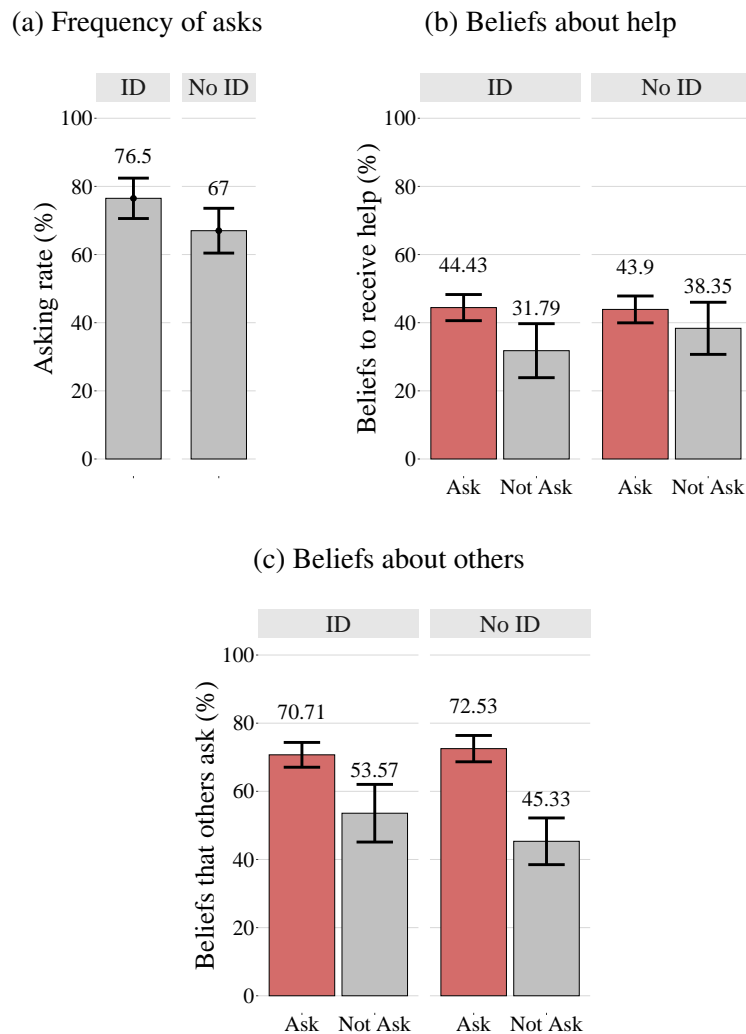 (a) Frequency of asks
(b) Beliefs about help
ID No ID
ID No ID
100
80
60
40
20
0
Asking rate (%)
76.5
67
100
80
60
40
20
0
Beliefs to receive help (%)
44.43
31.79
43.9
38.35
Ask Not Ask Ask Not Ask
(c) Beliefs about others
ID No ID
100
80
60
40
20
0
Beliefs that others ask (%)
70.71
53.57
72.53
45.33
Ask Not Ask Ask Not Ask